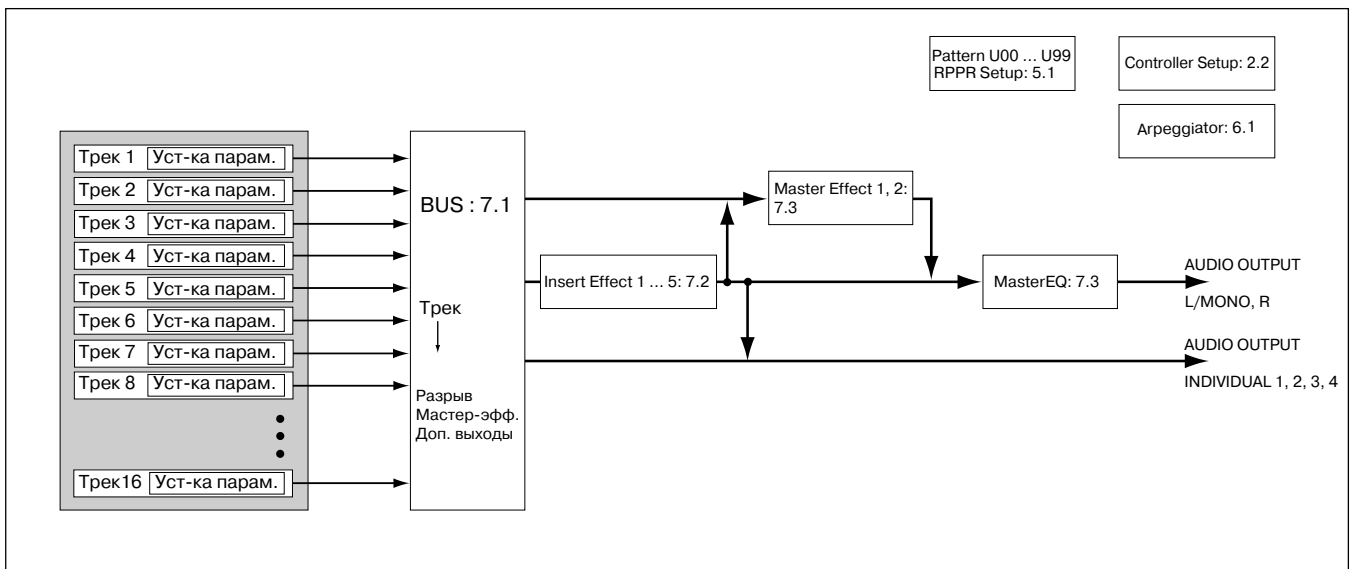 Pattern U00 ... U99
RPPR Setup: 5.1
Controller Setup: 2.2
Arpeggiator: 6.1
Трек 1 Уст-ка парам.
Трек 2 Уст-ка парам.
Трек 3 Уст-ка парам.
Трек 4 Уст-ка парам.
Трек 5 Уст-ка парам.
Трек 6 Уст-ка парам.
Трек 7 Уст-ка парам.
Трек 8 Уст-ка парам.
Трек16 Уст-ка парам.
BUS : 7.1
Трек
Разрыв
Мастер-эфф.
Доп. выходы
Insert Effect 1 ... 5: 7.2
Master Effect 1, 2:
7.3
MasterEQ: 7.3
AUDIO OUTPUT
L/MONO, R
AUDIO OUTPUT
INDIVIDUAL 1, 2, 3, 4